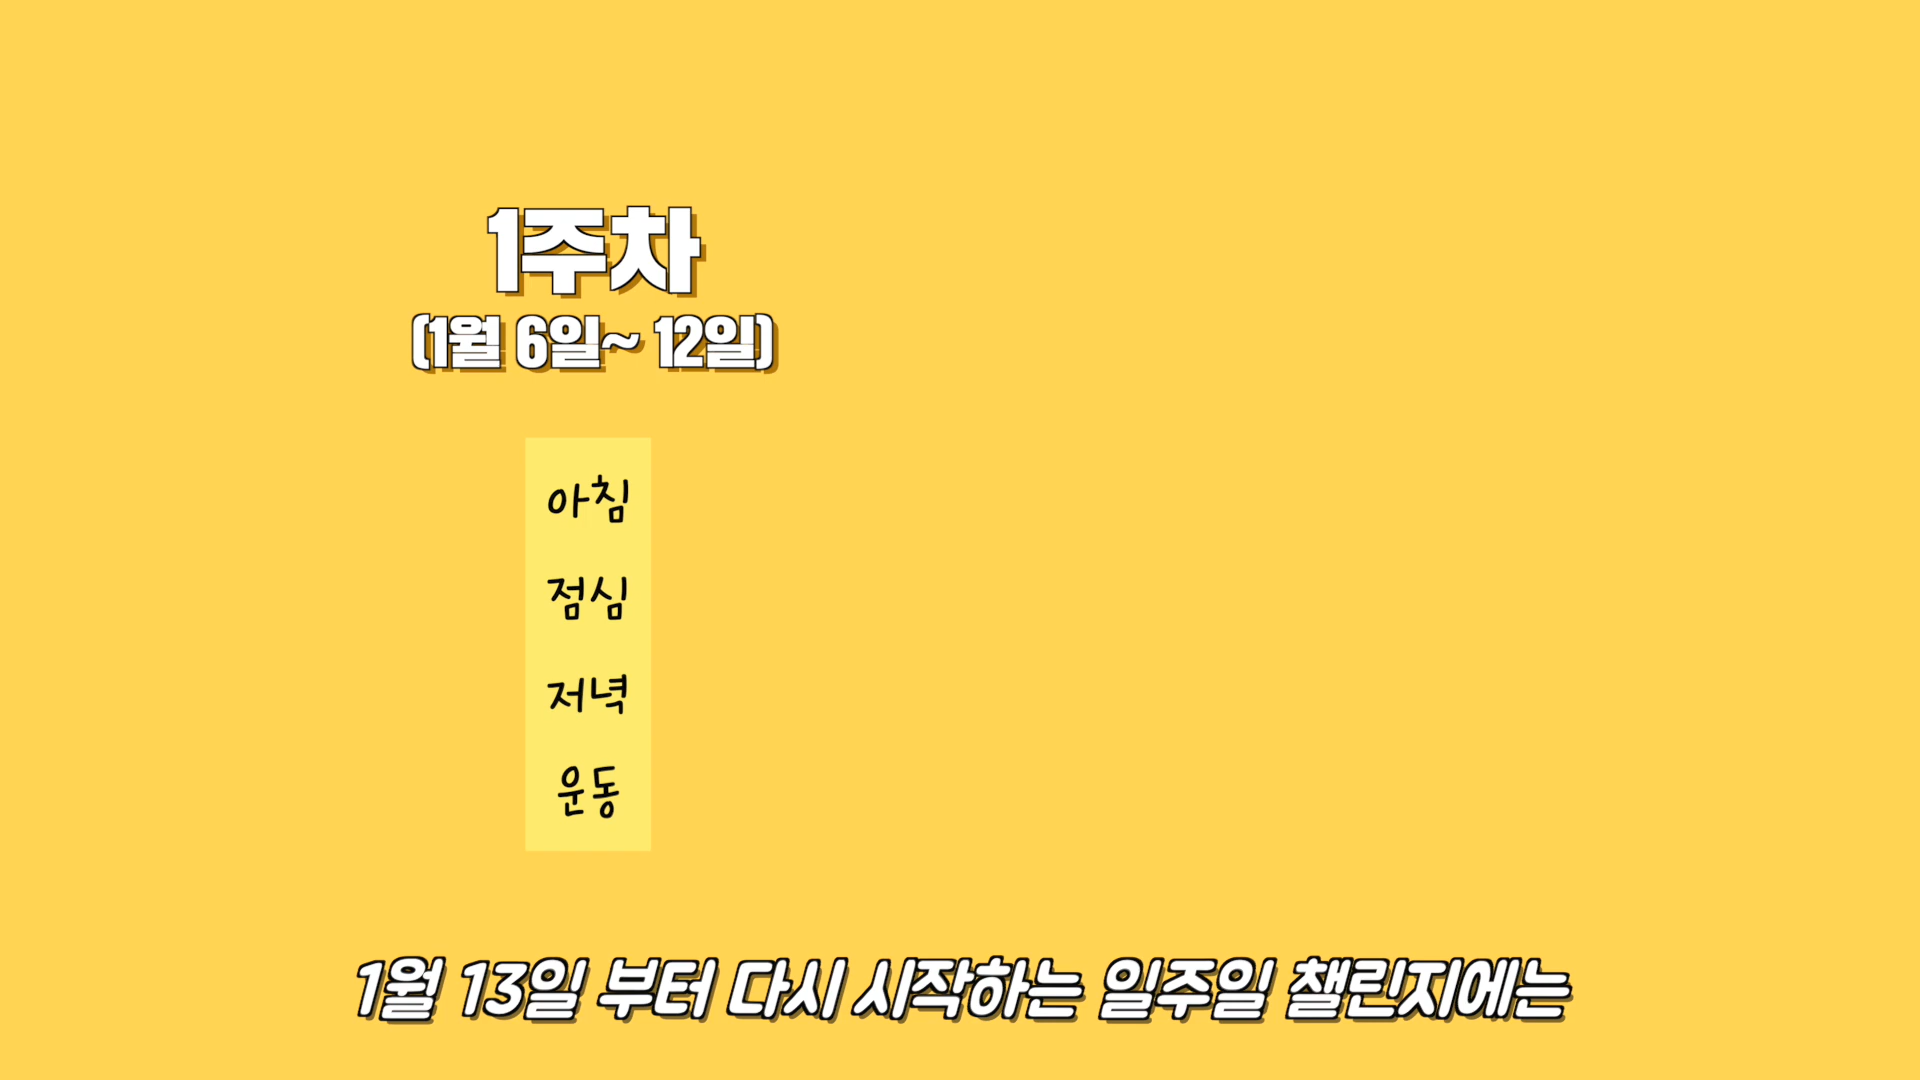 1주차
(1월 6일~ 12일)
아침
점심
저녁
운동
1월 13일 부터 다시 시작하는 일주일 챌린지에는